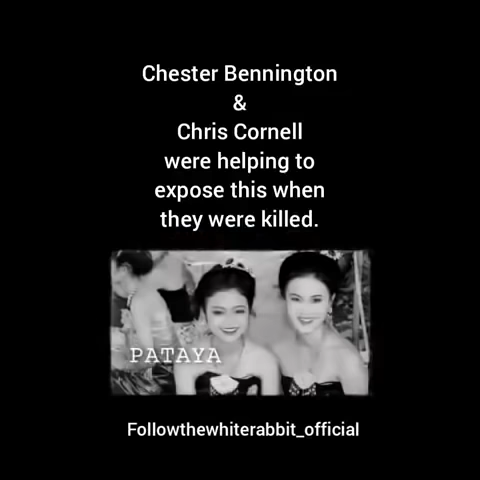 Chester Bennington
&
Chris Cornell
were helping to
expose this when
they were killed.
PATAYA
Followthewhiterabbit_official